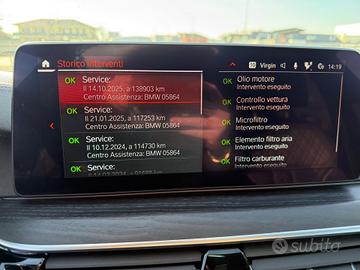 Storico interventi
Virgin
14:19
OK Service:
Il 14.10.2025, a 138903 km
Centro Assistenza: BMW 05864
OK Service:
Il 21.01.2025, a 117253 km
Centro Assistenza: BMW 05864
OK Service:
Il 10.12.2024, a 114730 km
Centro Assistenza: BMW 05864
OK Service:
OK Olio motore
Intervento eseguito
OK Controllo vettura
Intervento eseguito
OK Microfiltro
Intervento eseguito
OK Elemento filtro aria
Intervento eseguito
OK Filtro carburante
Intervento eseguito
subito